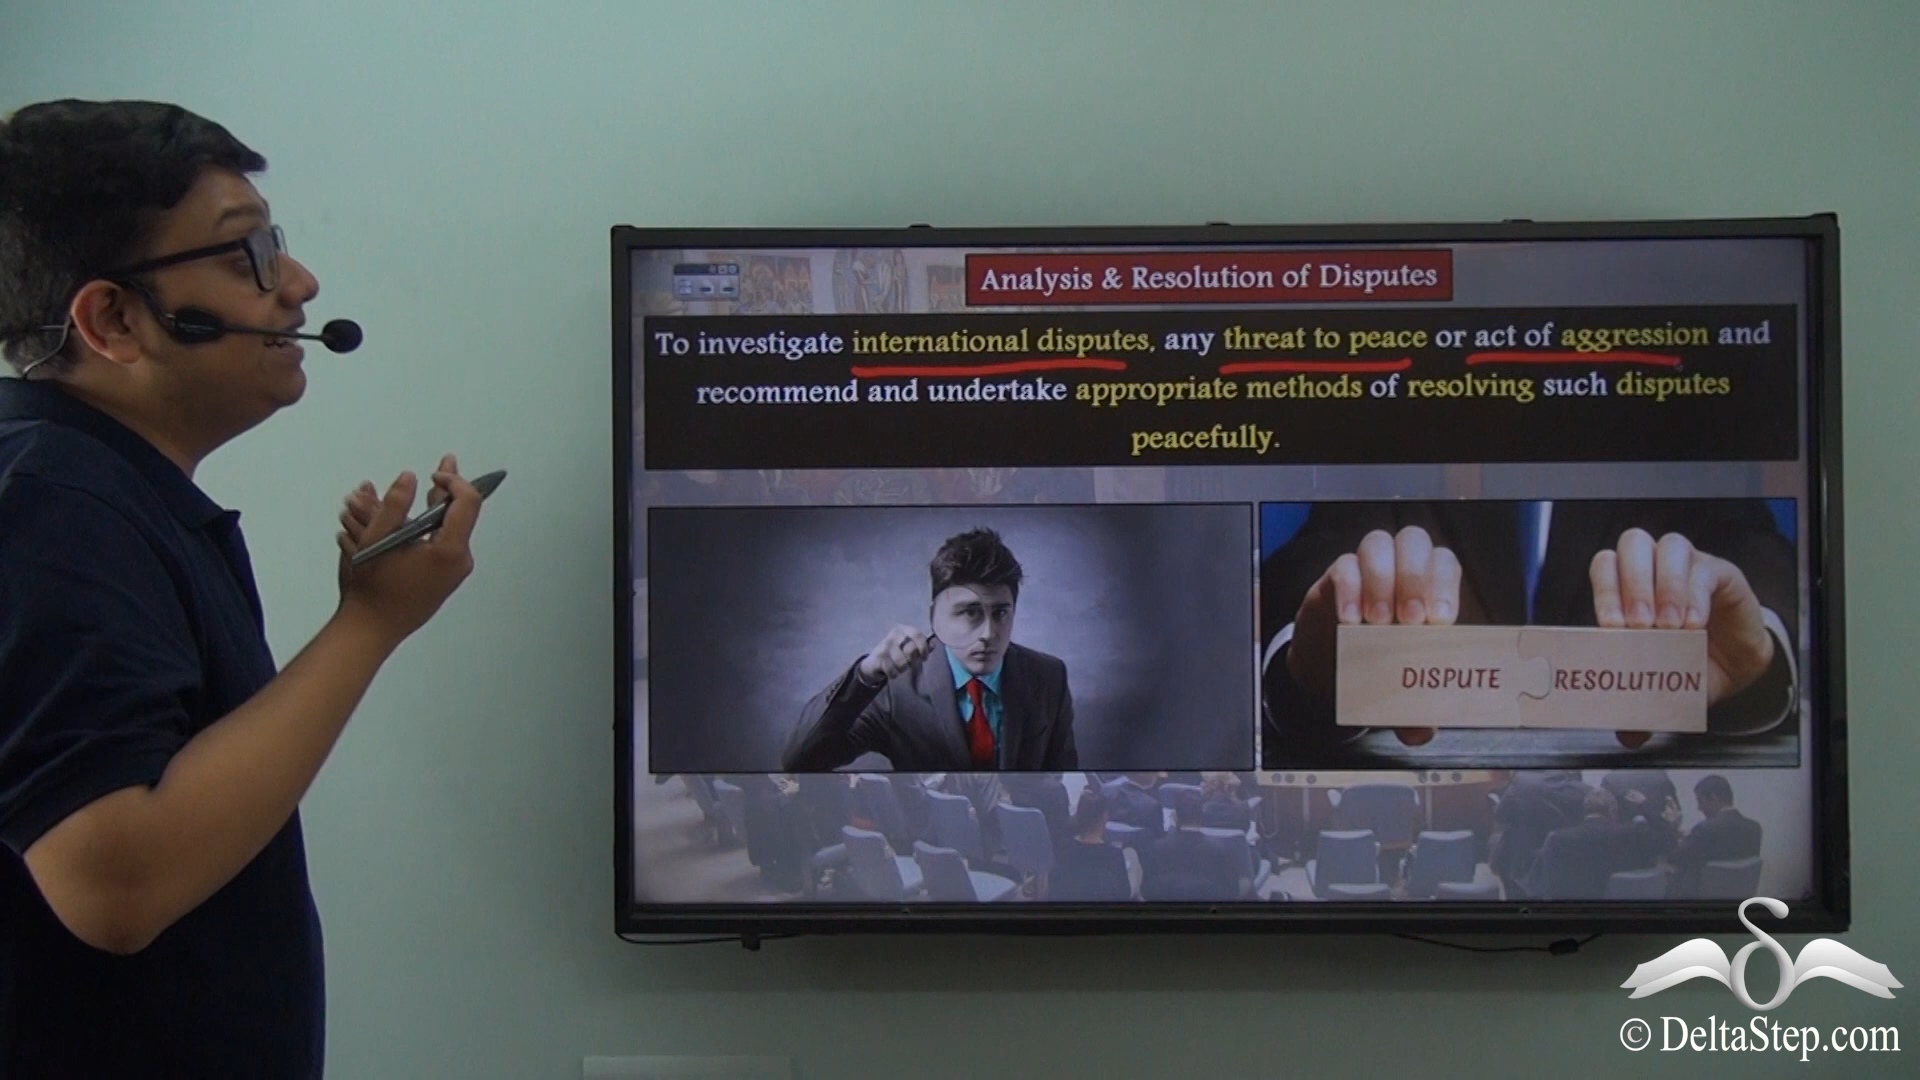 Analysis & Resolution of Disputes
To investigate international disputes, any threat to peace or act of aggression and
recommend and undertake appropriate methods of resolving such disputes
peacefully.
DISPUTE RESOLUTION
© DeltaStep.com